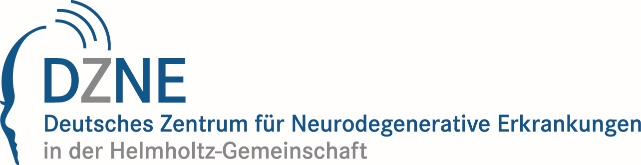 DZNE
Deutsches Zentrum für Neurodegenerative Erkrankungen
in der Helmholtz-Gemeinschaft